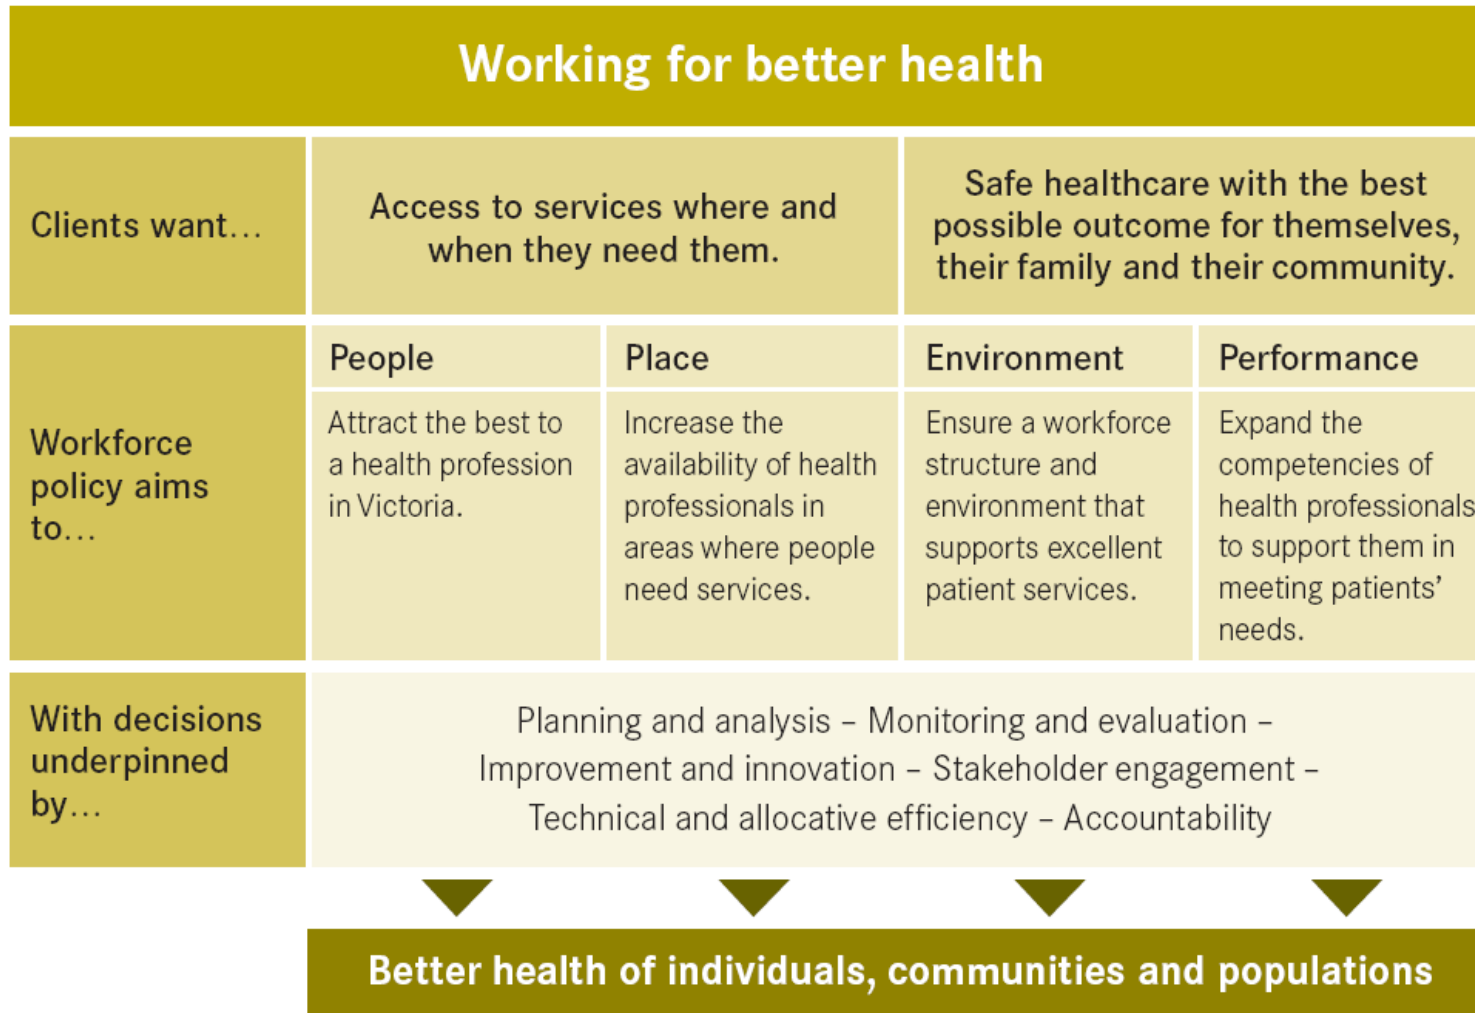 Working for better health
Clients want…
Access to services where and
when they need them.
Safe healthcare with the best
possible outcome for themselves,
their family and their community.
Workforce
policy aims
to…
People
Attract the best to
a health profession
in Victoria.
Place
Increase the
availability of health
professionals in
areas where people
need services.
Environment
Ensure a workforce
structure and
environment that
supports excellent
patient services.
Performance
Expand the
competencies of
health professionals
to support them in
meeting patients’
needs.
With decisions
underpinned
by…
Planning and analysis – Monitoring and evaluation –
Improvement and innovation – Stakeholder engagement –
Technical and allocative efficiency – Accountability
Better health of individuals, communities and populations